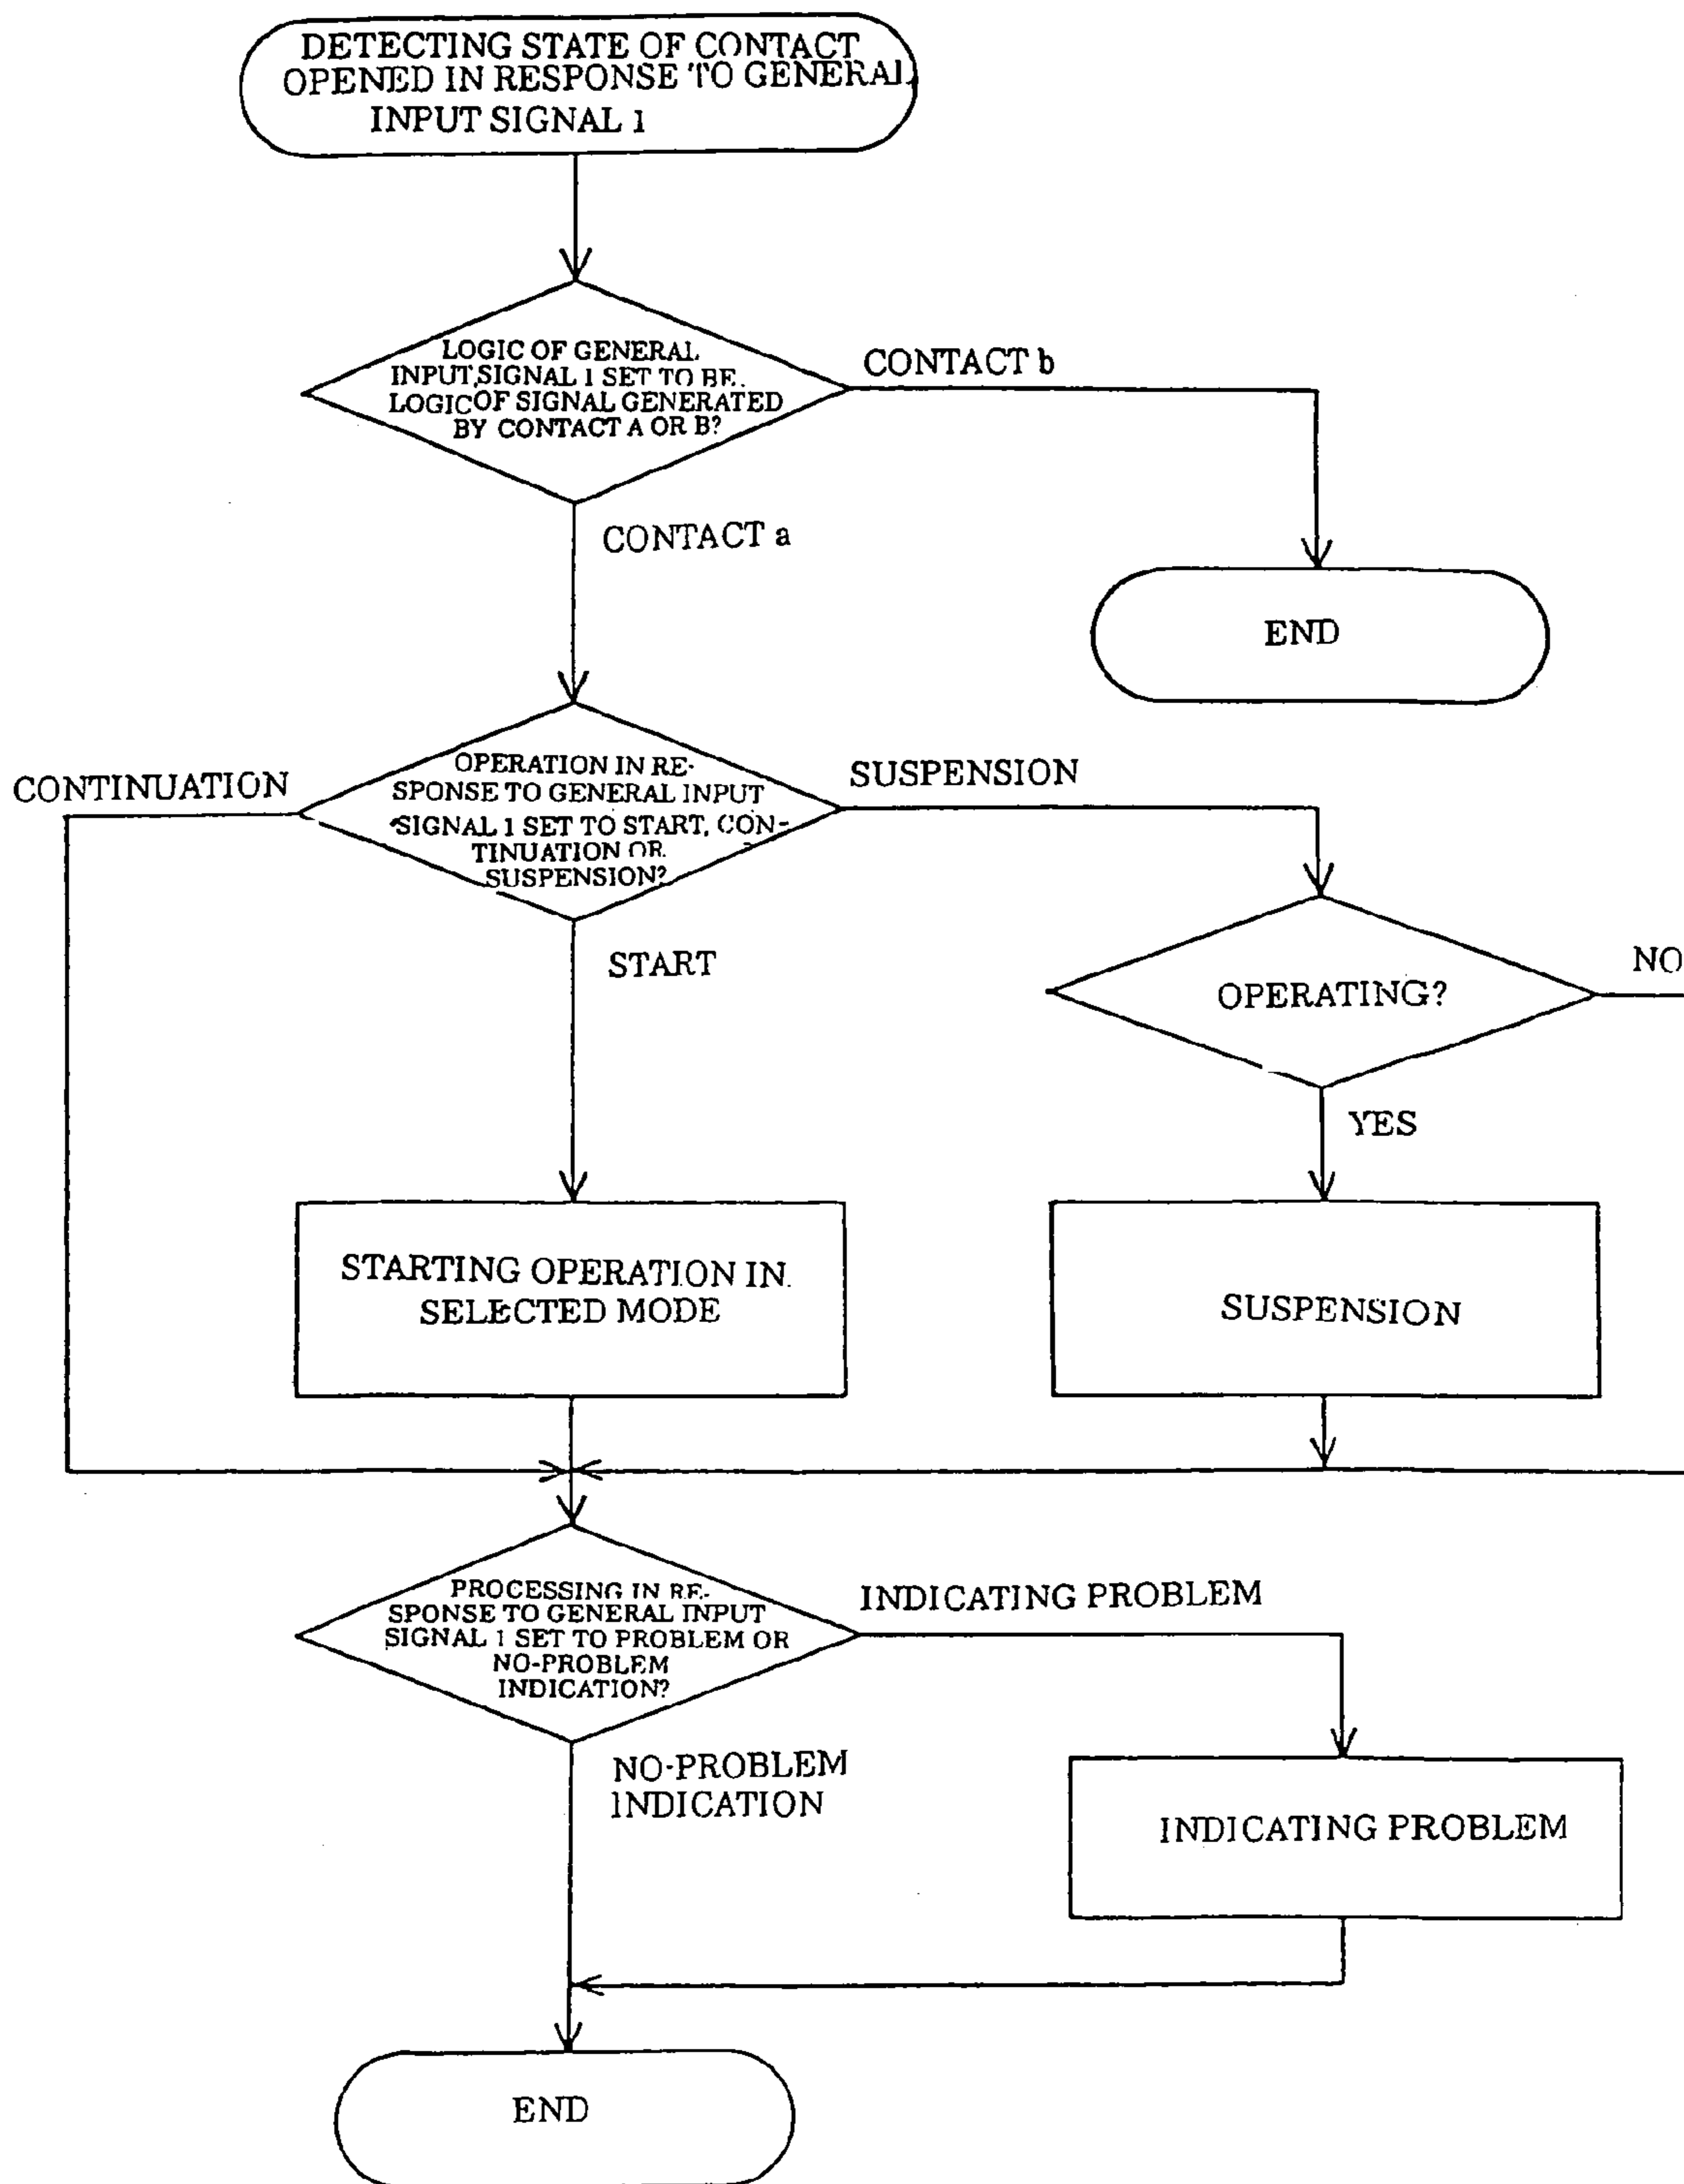 DETECTING STATE OF CONTACT
OPENED IN RESPONSE TO GENERAL
INPUT SIGNAL 1
LOGIC OF GENERAL
INPUT SIGNAL 1 SET TO BE
LOGIC OF SIGNAL GENERATED
BY CONTACT A OR B?
CONTACT b
CONTACT a
END
OPERATION IN RE-
SPONSE TO GENERAL INPUT
SIGNAL 1 SET TO START, CON-
TINUATION OR
SUSPENSION?
CONTINUATION
SUSPENSION
START
OPERATING?
NO
YES
STARTING OPERATION IN
SELECTED MODE
SUSPENSION
PROCESSING IN RE-
SPONSE TO GENERAL INPUT
SIGNAL 1 SET TO PROBLEM OR
NO-PROBLEM
INDICATION?
INDICATING PROBLEM
NO-PROBLEM
INDICATION
INDICATING PROBLEM
END